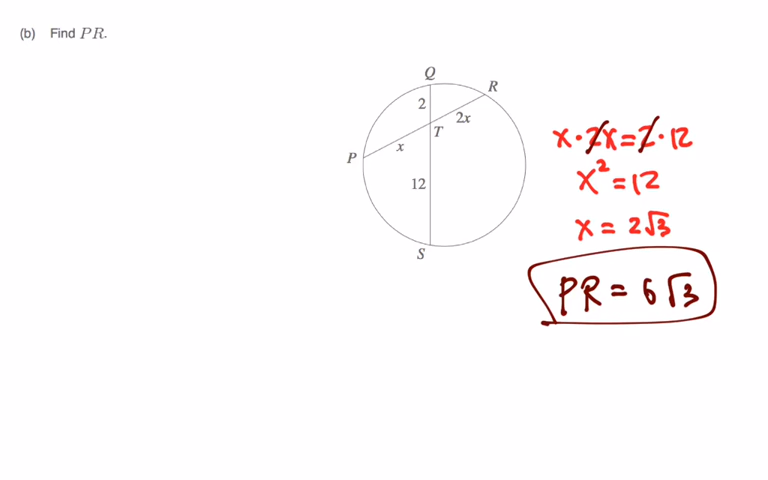 (b) Find PR.
Q
R
2
2x
T
P
x
12
S
x·2x=2·12
x²=12
x=2√3
PR=6√3